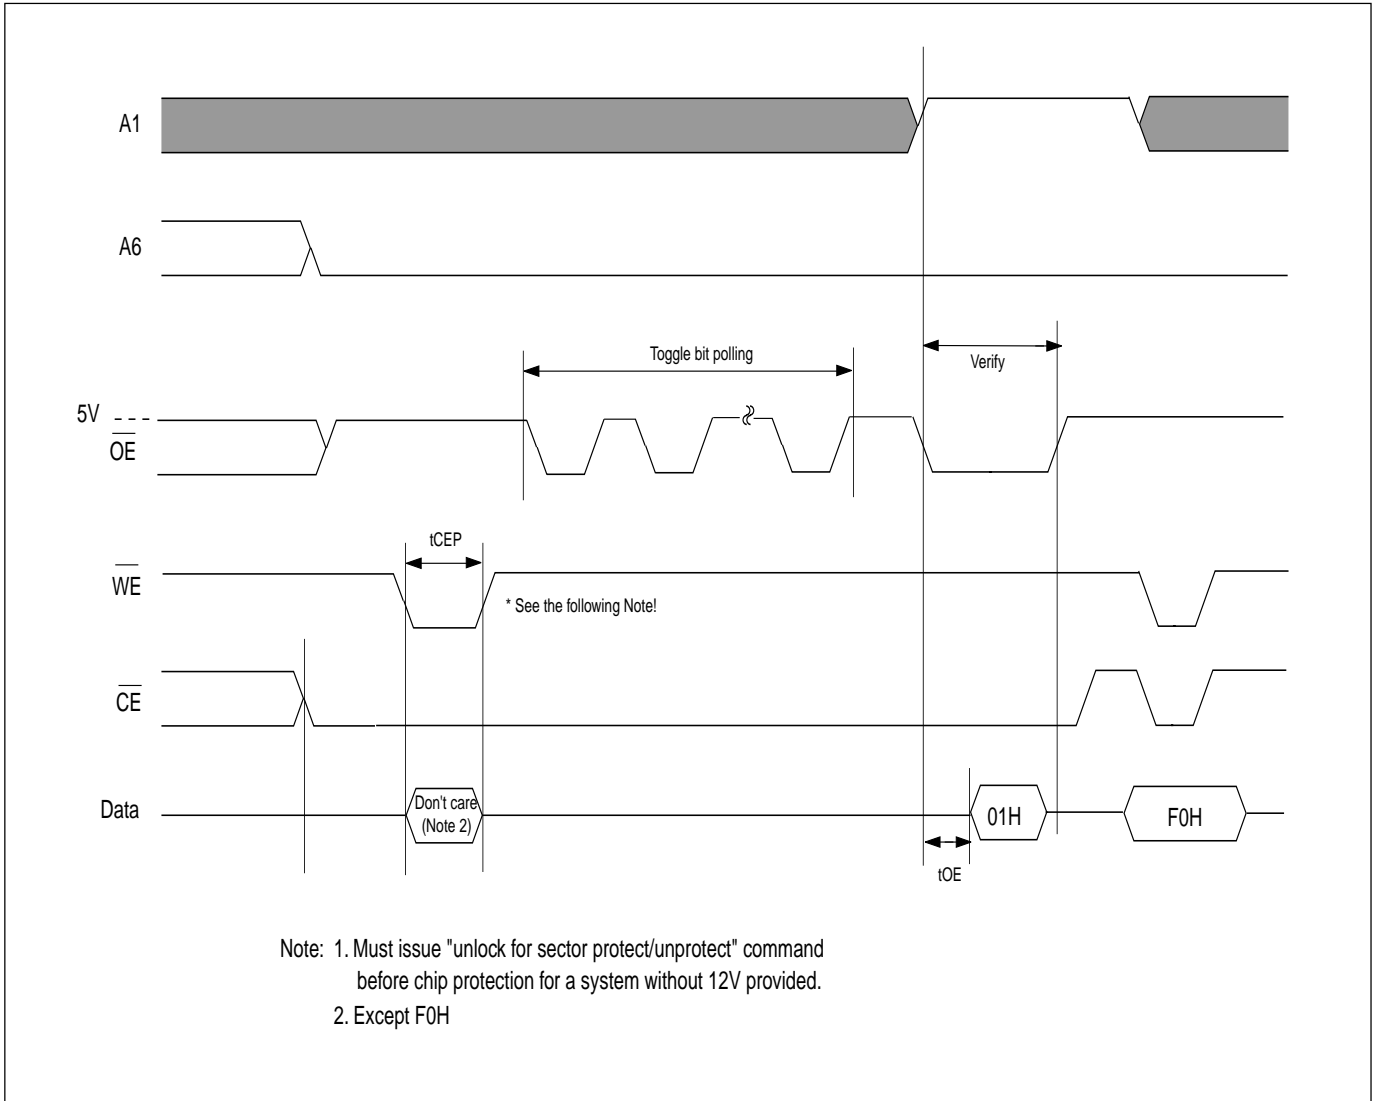 A1
A6
Toggle bit polling
Verify
5V
OE
tCEP
WE
* See the following Note!
CE
Data
Don't care
(Note 2)
01H
F0H
tOE
Note: 1. Must issue "unlock for sector protect/unprotect" command
before chip protection for a system without 12V provided.
2. Except F0H